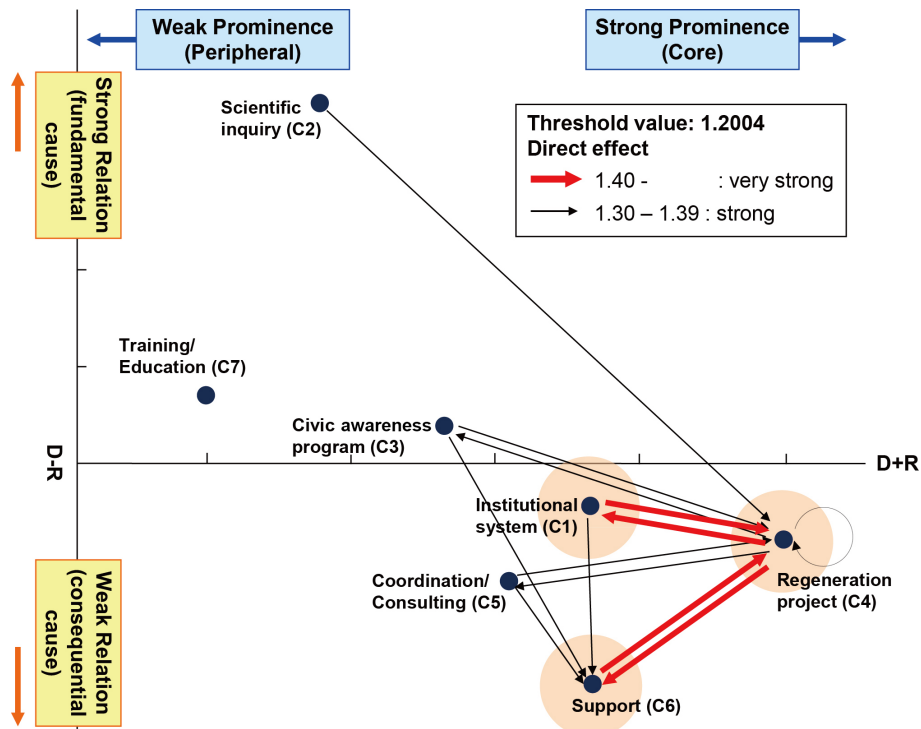 Weak Prominence
(Peripheral)
Strong Prominence
(Core)
Strong Relation
(fundamental
cause)
Scientific
inquiry (C2)
Threshold value: 1.2004
Direct effect
1.40 - : very strong
1.30 – 1.39 : strong
Training/
Education (C7)
Civic awareness
program (C3)
D-R
D+R
Institutional
system (C1)
Coordination/
Consulting (C5)
Regeneration
project (C4)
Weak Relation
(consequential
cause)
Support (C6)